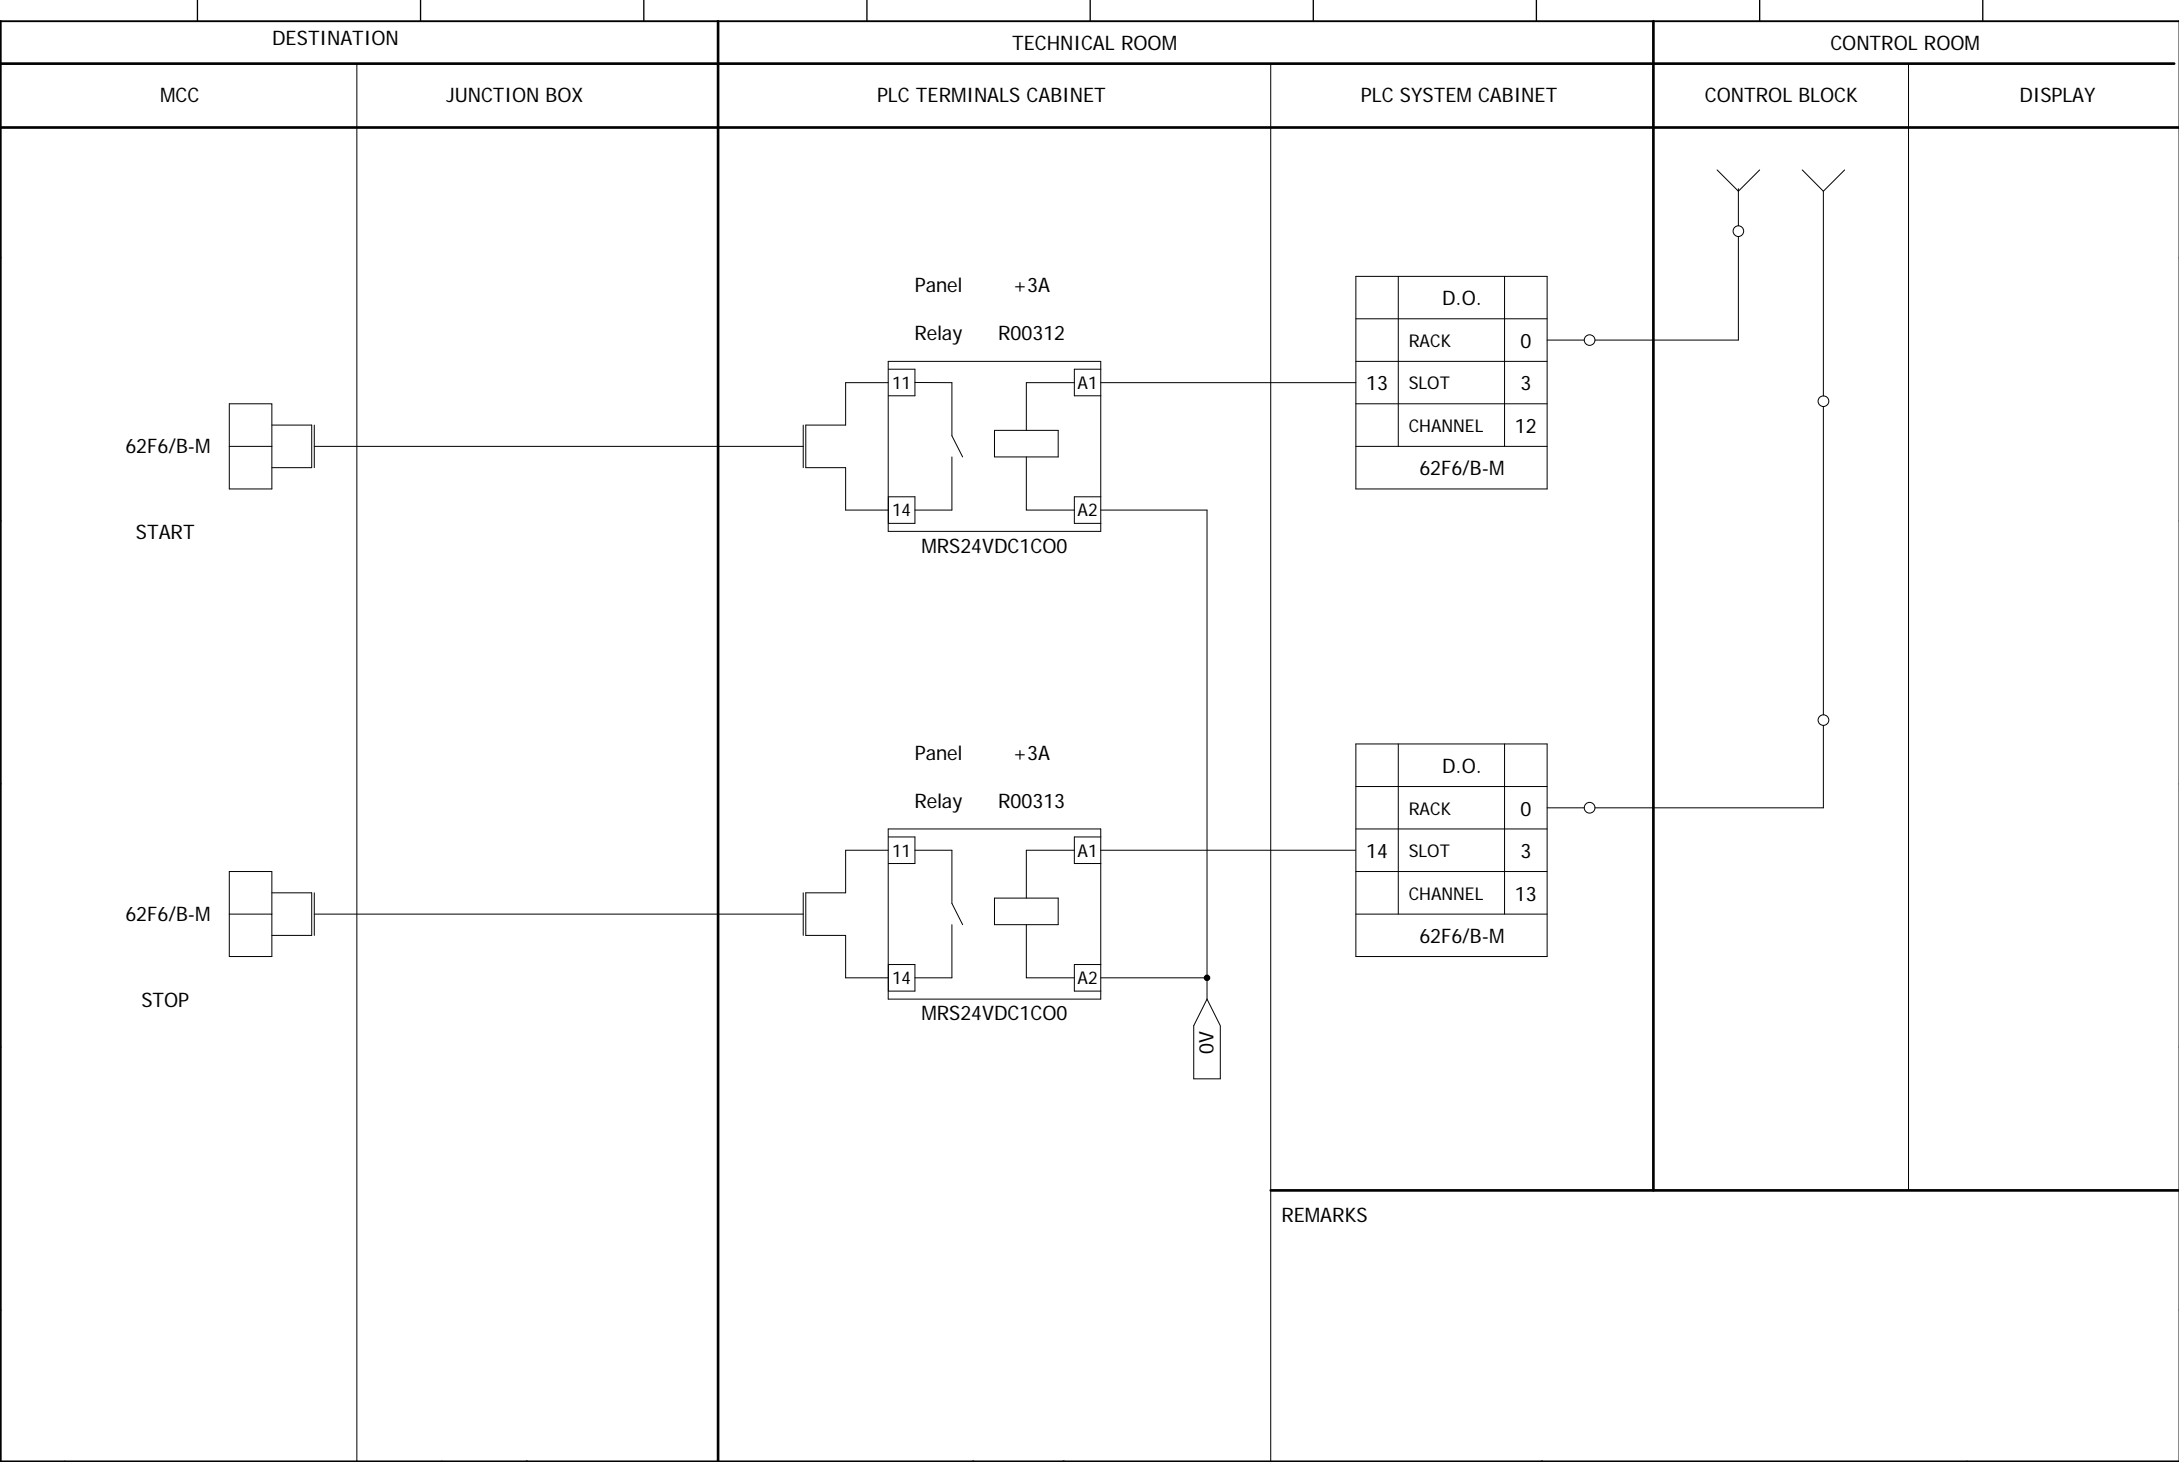 DESTINATION TECHNICAL ROOM CONTROL ROOM
MCC JUNCTION BOX PLC TERMINALS CABINET PLC SYSTEM CABINET CONTROL BLOCK DISPLAY
Panel +3A
D.O.
Relay R00312
RACK 0
11 A1 13 SLOT 3
CHANNEL 12
62F6/B-M
62F6/B-M
14 A2
START
MRS24VDC1CO0
Panel +3A
D.O.
Relay R00313
RACK 0
11 A1 14 SLOT 3
CHANNEL 13
62F6/B-M
62F6/B-M
14 A2
STOP
MRS24VDC1CO0
0V
REMARKS